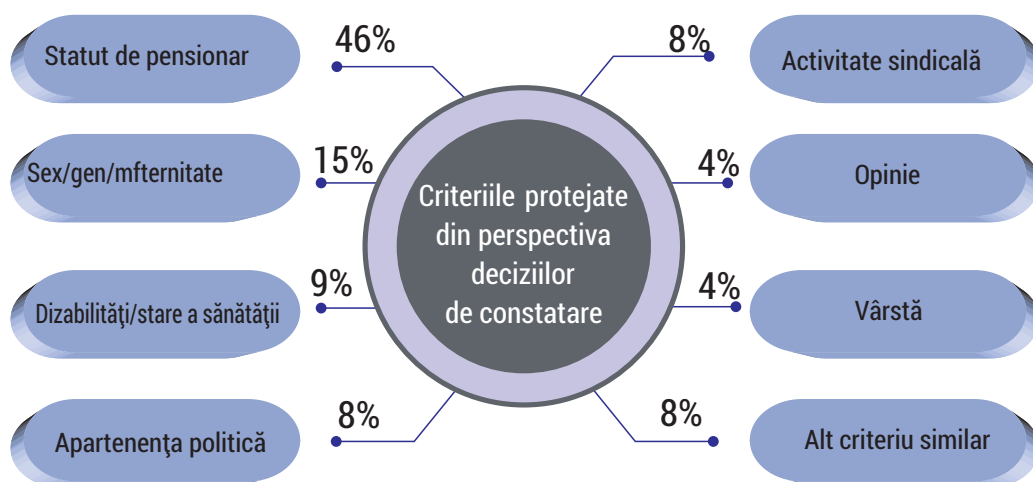 Statut de pensionar
46%
8%
Activitate sindicală
Sex/gen/mfternitate
15%
4%
Opinie
Criteriile protejate
din perspectiva
deciziilor
de constatare
Dizabilităţi/stare a sănătăţii
9%
4%
Vârstă
Apartenenţa politică
8%
8%
Alt criteriu similar